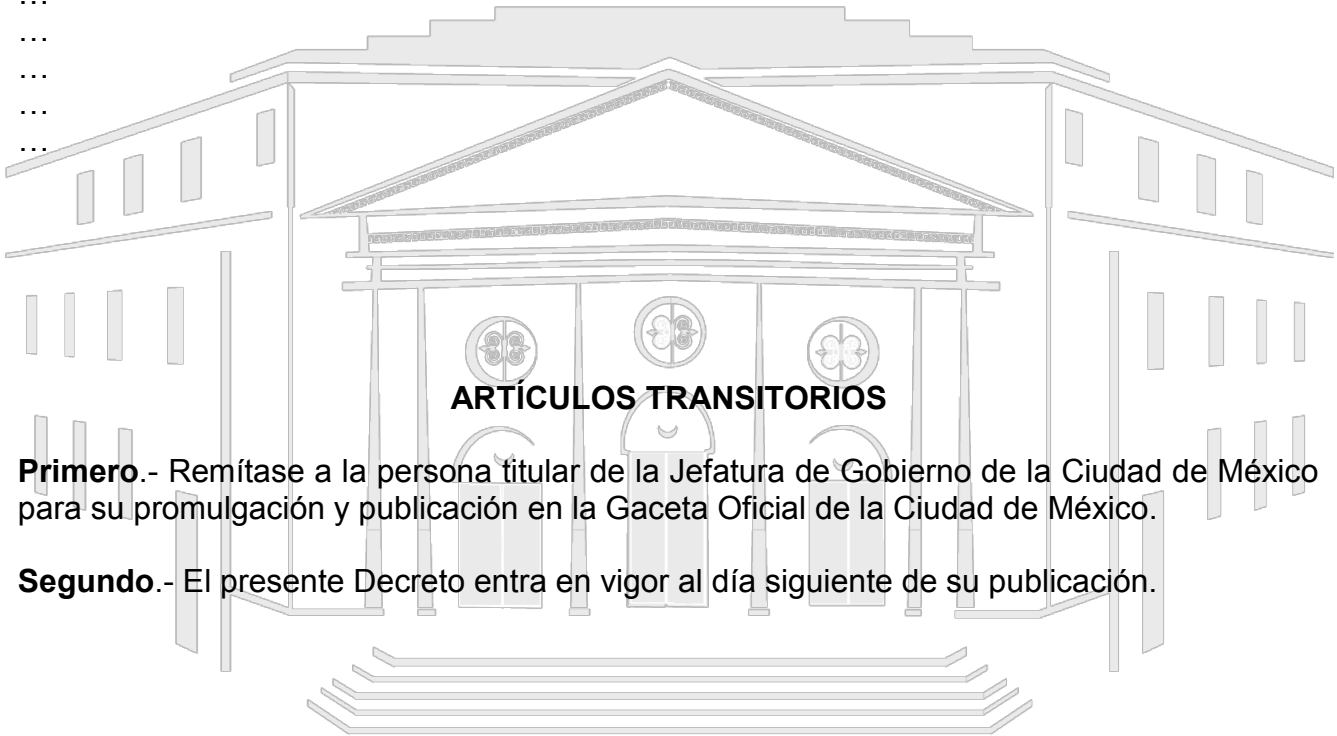 …
…
…
…
…
ARTÍCULOS TRANSITORIOS
Primero.- Remítase a la persona titular de la Jefatura de Gobierno de la Ciudad de México
para su promulgación y publicación en la Gaceta Oficial de la Ciudad de México.
Segundo.- El presente Decreto entra en vigor al día siguiente de su publicación.